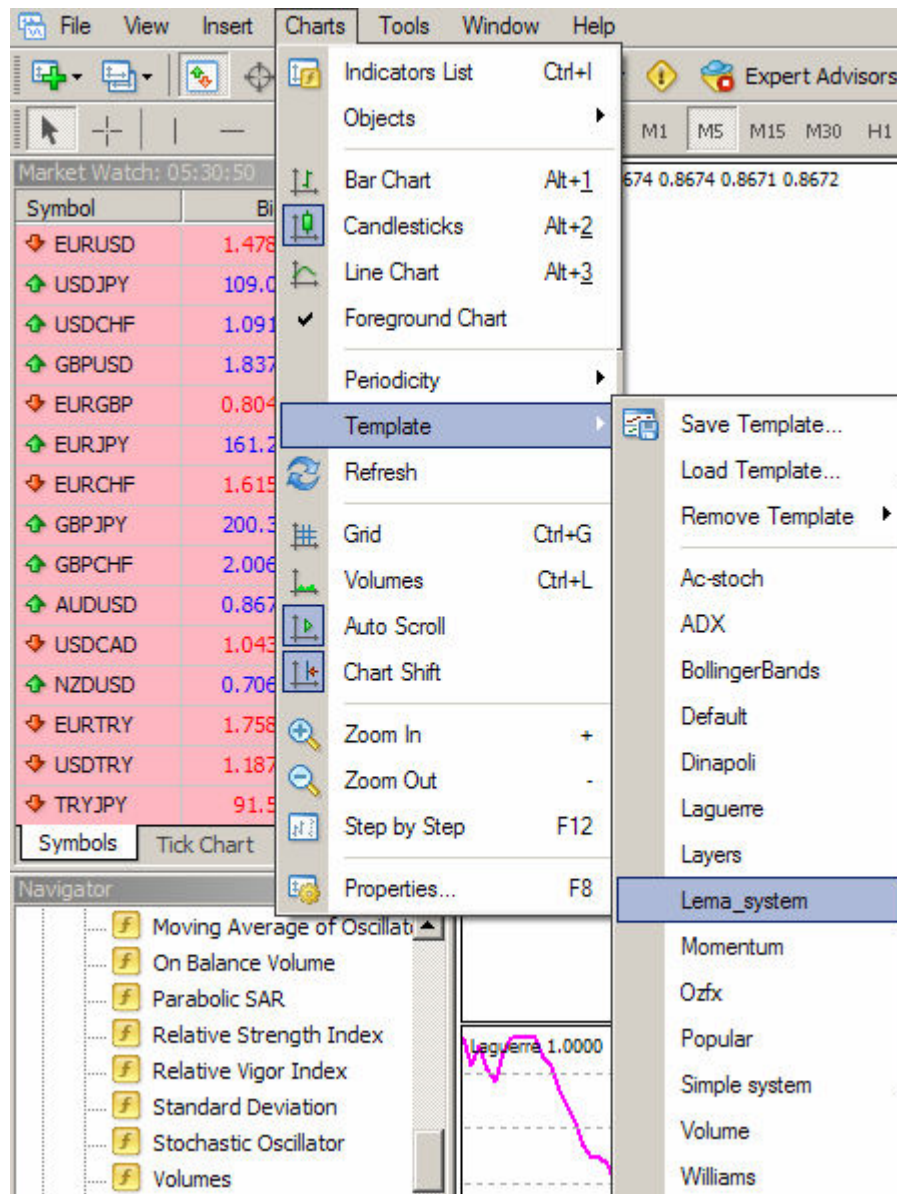 File View Insert Charts Tools Window Help
Expert Advisors
M1 M5 M15 M30 H1
Market Watch: 05:30:50
Symbol Bi
EURUSD 1.478
USDJPY 109.0
USDCHF 1.091
GBPUSD 1.837
EURGBP 0.804
EURJPY 161.2
EURCHF 1.615
GBPJPY 200.3
GBPCHF 2.006
AUDUSD 0.867
USDCAD 1.043
NZDUSD 0.706
EURTRY 1.758
USDTRY 1.187
TRYJPY 91.5
Symbols Tick Chart
Navigator
Moving Average of Oscillat
On Balance Volume
Parabolic SAR
Relative Strength Index
Relative Vigor Index
Standard Deviation
Stochastic Oscillator
Volumes
Indicators List Ctrl+I
Objects
Bar Chart Alt+1
Candlesticks Alt+2
Line Chart Alt+3
Foreground Chart
Periodicity
Template
Refresh
Grid Ctrl+G
Volumes Ctrl+L
Auto Scroll
Chart Shift
Zoom In +
Zoom Out -
Step by Step F12
Properties... F8
674 0.8674 0.8671 0.8672
Save Template...
Load Template...
Remove Template
Ac-stoch
ADX
BollingerBands
Default
Dinapoli
Laguerre
Layers
Lema_system
Momentum
Ozfx
Popular
Simple system
Volume
Williams
Laguerre 1.0000